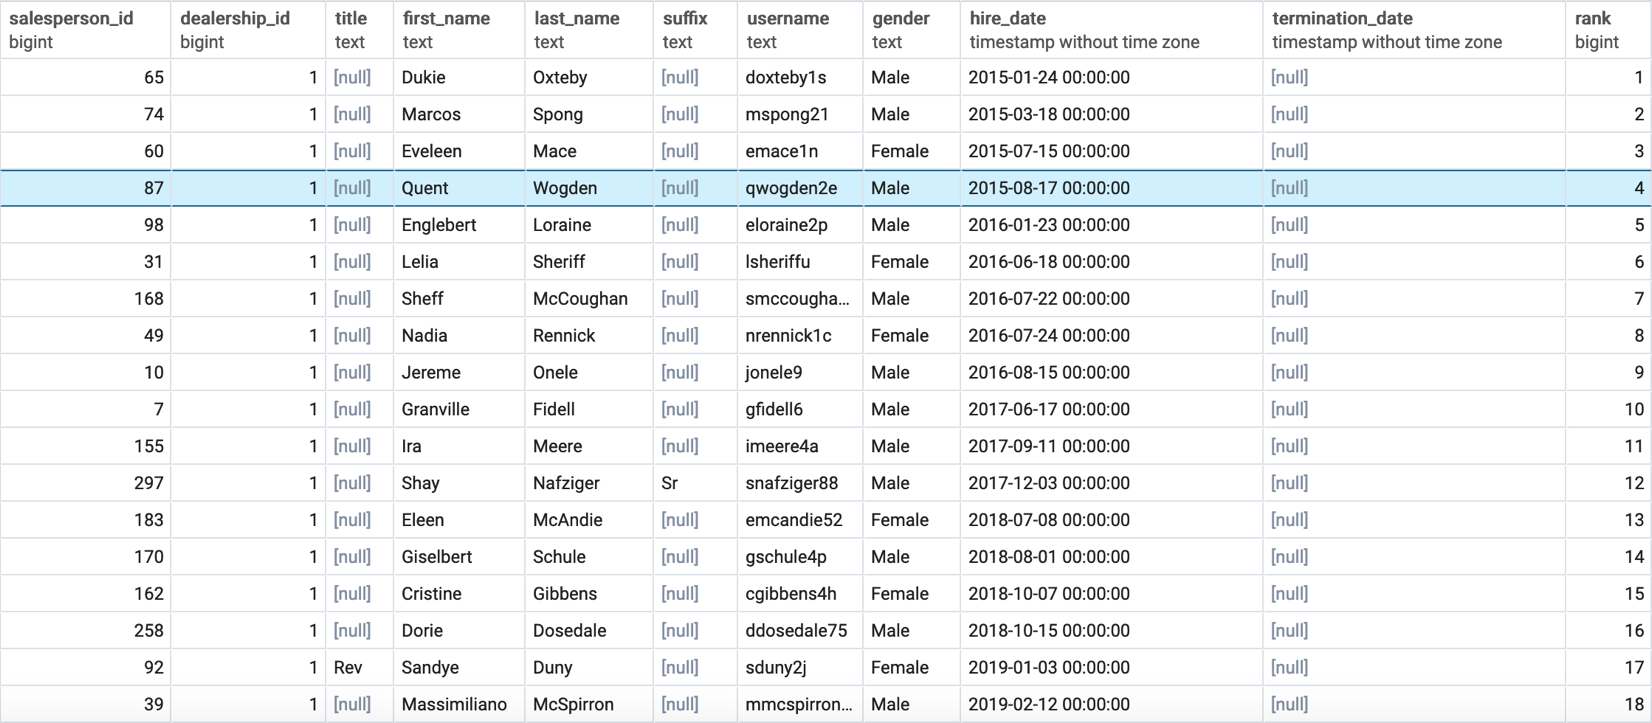 salesperson_id dealership_id title first_name last_name suffix username gender hire_date termination_date rank
bigint bigint text text text text text text timestamp without time zone timestamp without time zone bigint
65 1 [null] Dukie Oxteby [null] doxteby1s Male 2015-01-24 00:00:00 [null] 1
74 1 [null] Marcos Spong [null] mspong21 Male 2015-03-18 00:00:00 [null] 2
60 1 [null] Eveleen Mace [null] emace1n Female 2015-07-15 00:00:00 [null] 3
87 1 [null] Quent Wogden [null] qwogden2e Male 2015-08-17 00:00:00 [null] 4
98 1 [null] Englebert Loraine [null] eloraine2p Male 2016-01-23 00:00:00 [null] 5
31 1 [null] Lelia Sheriff [null] lsheriffu Female 2016-06-18 00:00:00 [null] 6
168 1 [null] Sheff McCoughan [null] smccougha... Male 2016-07-22 00:00:00 [null] 7
49 1 [null] Nadia Rennick [null] nrennick1c Female 2016-07-24 00:00:00 [null] 8
10 1 [null] Jereme Onele [null] jonele9 Male 2016-08-15 00:00:00 [null] 9
7 1 [null] Granville Fidell [null] gfidell6 Male 2017-06-17 00:00:00 [null] 10
155 1 [null] Ira Meere [null] imeere4a Male 2017-09-11 00:00:00 [null] 11
297 1 [null] Shay Nafziger Sr snafziger88 Male 2017-12-03 00:00:00 [null] 12
183 1 [null] Eleen McAndie [null] emcandie52 Female 2018-07-08 00:00:00 [null] 13
170 1 [null] Giselbert Schule [null] gschule4p Male 2018-08-01 00:00:00 [null] 14
162 1 [null] Cristine Gibbens [null] cgibbens4h Female 2018-10-07 00:00:00 [null] 15
258 1 [null] Dorie Dosedale [null] ddosedale75 Male 2018-10-15 00:00:00 [null] 16
92 1 Rev Sandye Duny [null] sduny2j Female 2019-01-03 00:00:00 [null] 17
39 1 [null] Massimiliano McSpirron [null] mmcspirron... Male 2019-02-12 00:00:00 [null] 18